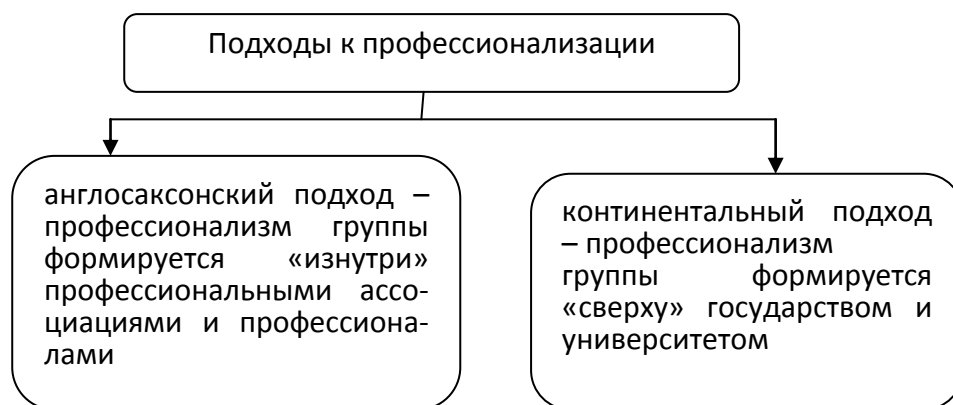 Подходы к профессионализации
англосаксонский подход –
профессионализм группы
формируется «изнутри»
профессиональными ассо-
циациями и профессиона-
лами
континентальный подход
– профессионализм
группы формируется
«сверху» государством и
университетом